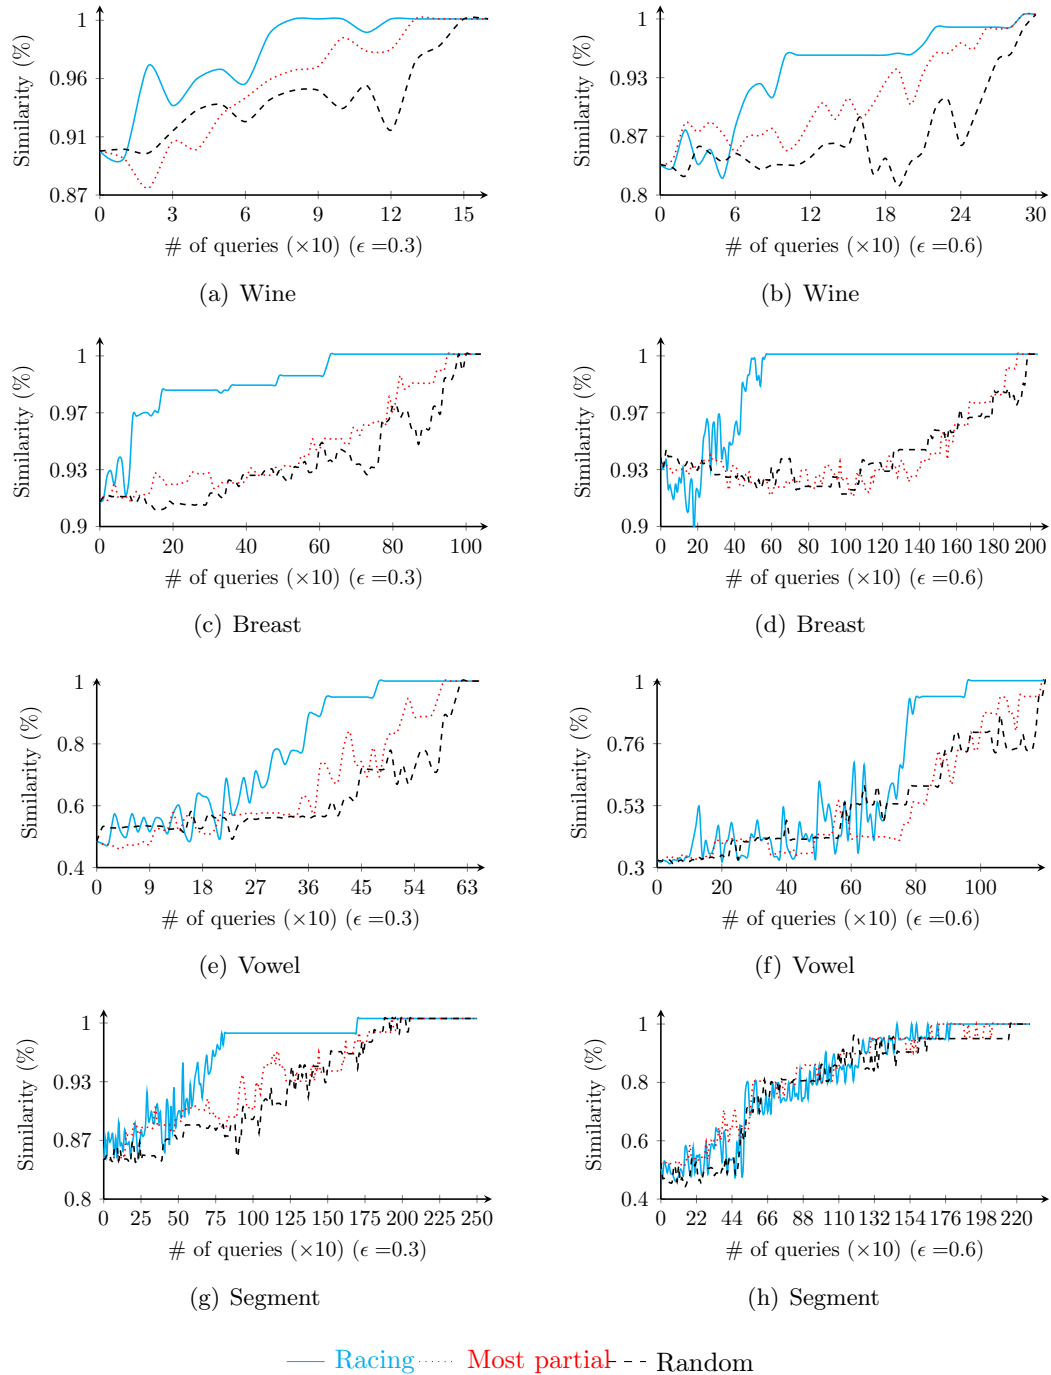 1
0.96
0.91
0.87
0 3 6 9 12 15
Similarity (%)
# of queries (×10) (ϵ =0.3)
(a) Wine
1
0.93
0.87
0.8
0 6 12 18 24 30
Similarity (%)
# of queries (×10) (ϵ =0.6)
(b) Wine
1
0.97
0.93
0.9
0 20 40 60 80 100
Similarity (%)
# of queries (×10) (ϵ =0.3)
(c) Breast
1
0.97
0.93
0.9
0 20 40 60 80 100 120 140 160 180 200
Similarity (%)
# of queries (×10) (ϵ =0.6)
(d) Breast
1
0.8
0.6
0.4
0 9 18 27 36 45 54 63
Similarity (%)
# of queries (×10) (ϵ =0.3)
(e) Vowel
1
0.76
0.53
0.3
0 20 40 60 80 100
Similarity (%)
# of queries (×10) (ϵ =0.6)
(f) Vowel
1
0.93
0.87
0.8
0 25 50 75 100 125 150 175 200 225 250
Similarity (%)
# of queries (×10) (ϵ =0.3)
(g) Segment
1
0.8
0.6
0.4
0 22 44 66 88 110 132 154 176 198 220
Similarity (%)
# of queries (×10) (ϵ =0.6)
(h) Segment
Racing Most partial Random